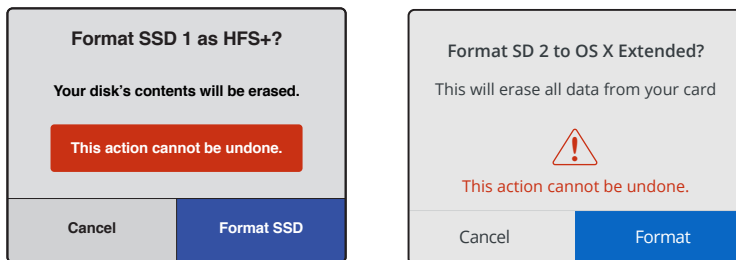 Format SSD 1 as HFS+?
Your disk's contents will be erased.
This action cannot be undone.
Cancel
Format SSD
Format SD 2 to OS X Extended?
This will erase all data from your card
This action cannot be undone.
Cancel
Format